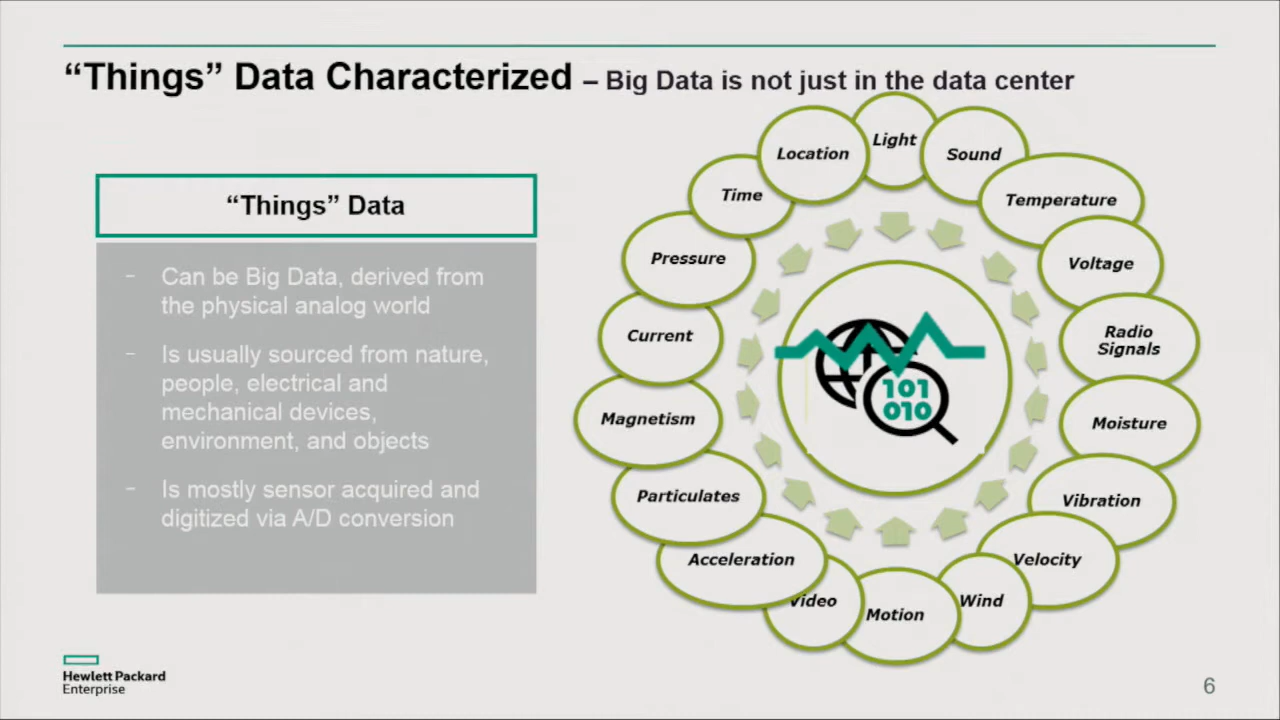 “Things” Data Characterized – Big Data is not just in the data center
“Things” Data
- Can be Big Data, derived from
the physical analog world
- Is usually sourced from nature,
people, electrical and
mechanical devices,
environment, and objects
- Is mostly sensor acquired and
digitized via A/D conversion
Light
Sound
Temperature
Voltage
Radio
Signals
Moisture
Vibration
Velocity
Wind
Motion
Video
Acceleration
Particulates
Magnetism
Current
Pressure
Time
Location
101
010
Hewlett Packard
Enterprise
6